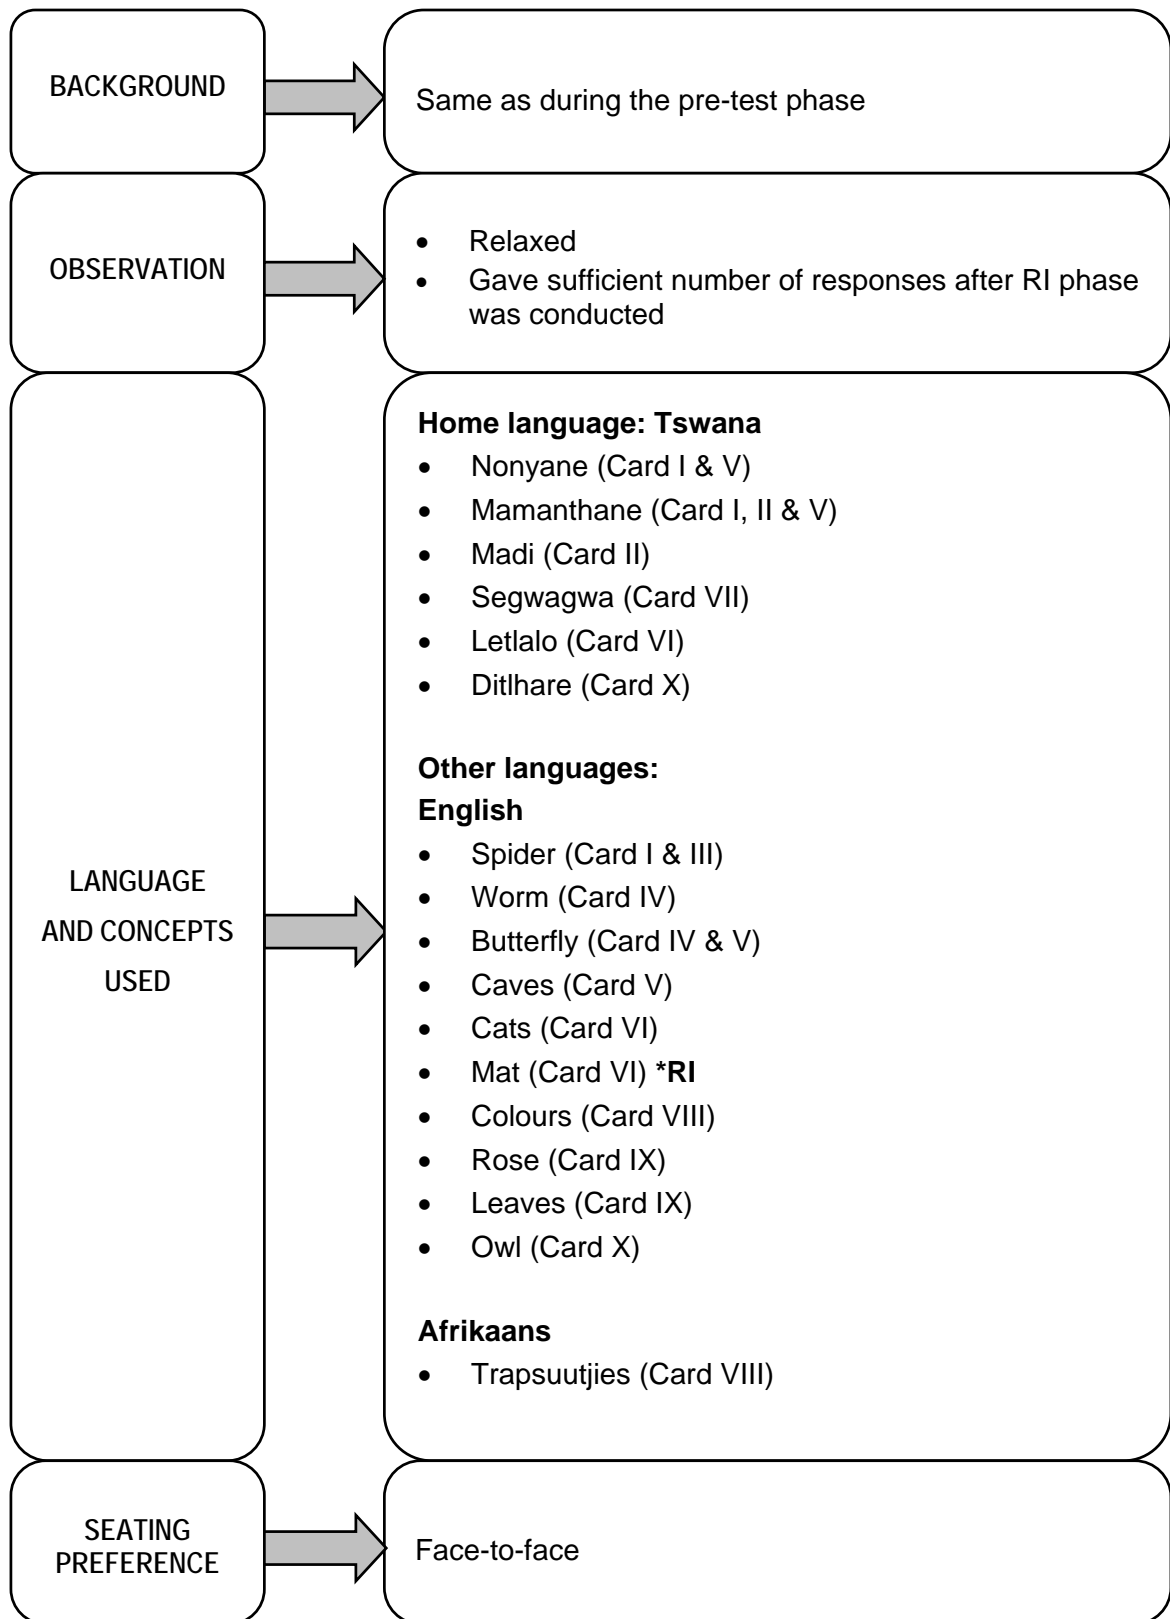 BACKGROUND
Same as during the pre-test phase
OBSERVATION
• Relaxed
• Gave sufficient number of responses after RI phase
was conducted
LANGUAGE
AND CONCEPTS
USED
Home language: Tswana
• Nonyane (Card I & V)
• Mamanthane (Card I, II & V)
• Madi (Card II)
• Segwagwa (Card VII)
• Letlalo (Card VI)
• Ditlhare (Card X)
Other languages:
English
• Spider (Card I & III)
• Worm (Card IV)
• Butterfly (Card IV & V)
• Caves (Card V)
• Cats (Card VI)
• Mat (Card VI) *RI
• Colours (Card VIII)
• Rose (Card IX)
• Leaves (Card IX)
• Owl (Card X)
Afrikaans
• Trapsuutjies (Card VIII)
SEATING
PREFERENCE
Face-to-face